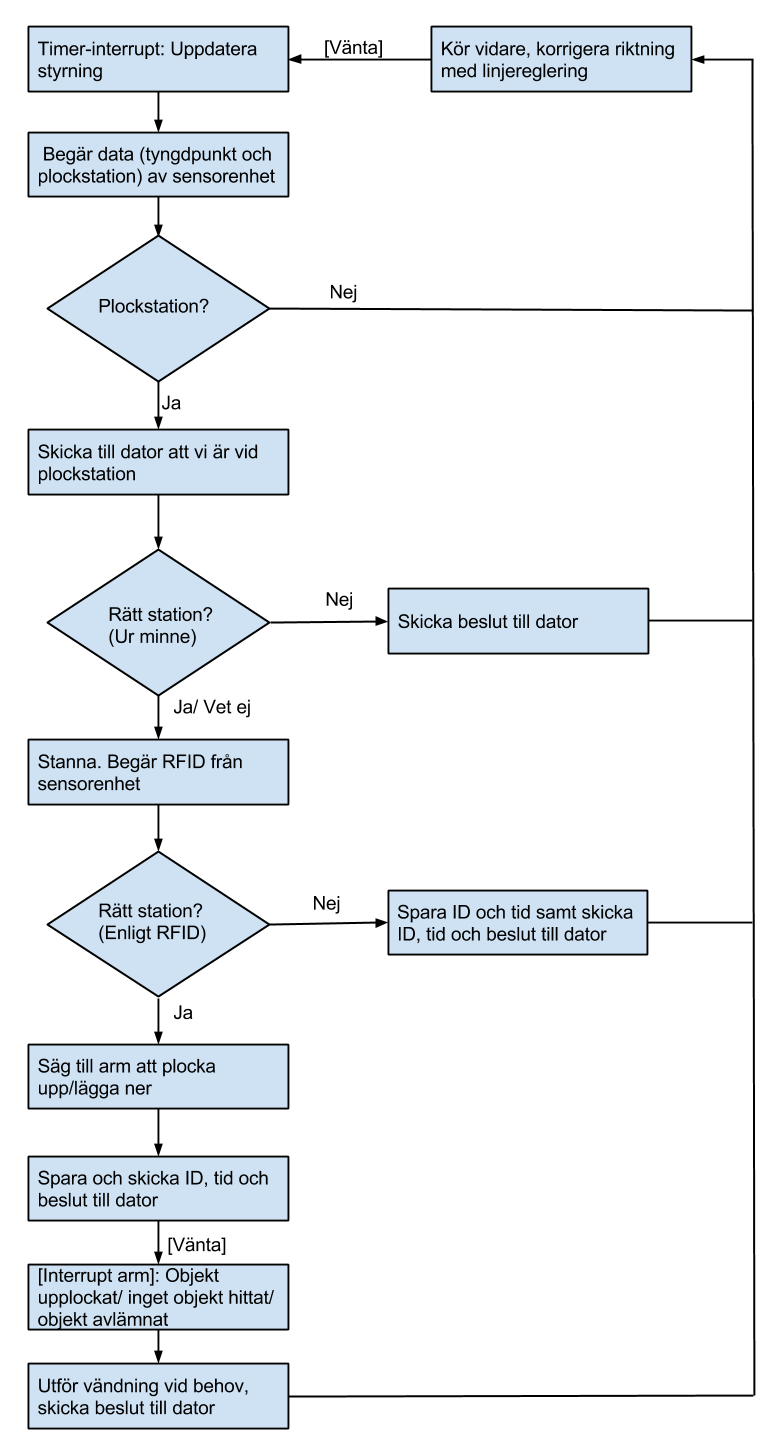 Timer-interrupt: Uppdatera
styrning
[Vänta]
Kör vidare, korrigera riktning
med linjereglering
Begär data (tyngdpunkt och
plockstation) av sensorenhet
Plockstation?
Nej
Ja
Skicka till dator att vi är vid
plockstation
Rätt station?
(Ur minne)
Nej
Skicka beslut till dator
Ja/ Vet ej
Stanna. Begär RFID från
sensorenhet
Rätt station?
(Enligt RFID)
Nej
Spara ID och tid samt skicka
ID, tid och beslut till dator
Ja
Säg till arm att plocka
upp/lägga ner
Spara och skicka ID, tid och
beslut till dator
[Vänta]
[Interrupt arm]: Objekt
upplockat/ inget objekt hittat/
objekt avlämnat
Utför vändning vid behov,
skicka beslut till dator